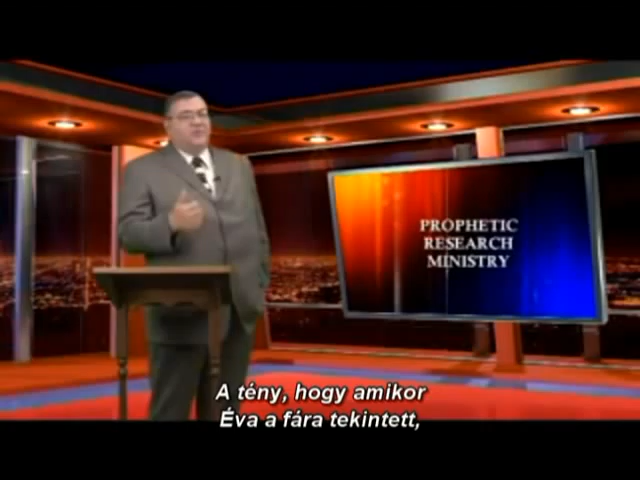 PROPHETIC
RESEARCH
MINISTRY
A tény, hogy amikor
Éva a fára tekintett,